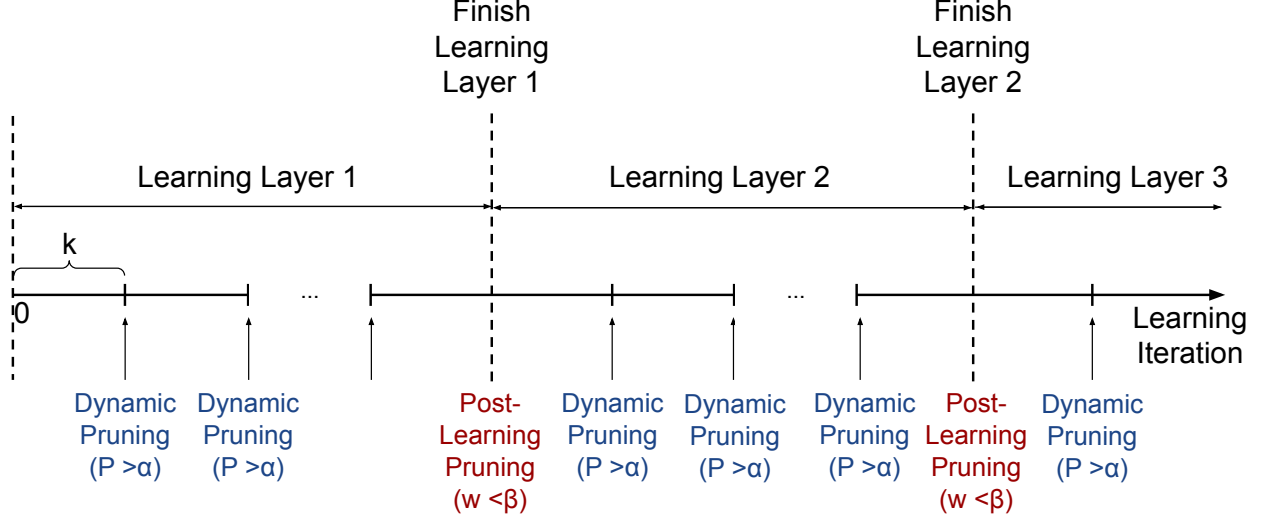 Finish
Learning
Layer 1
Finish
Learning
Layer 2
Learning Layer 1
Learning Layer 2
Learning Layer 3
k
...
...
0
Learning
Iteration
Dynamic
Pruning
(P >α)
Dynamic
Pruning
(P >α)
Post-
Learning
Pruning
(w <β)
Dynamic
Pruning
(P >α)
Dynamic
Pruning
(P >α)
Dynamic
Pruning
(P >α)
Post-
Learning
Pruning
(w <β)
Dynamic
Pruning
(P >α)